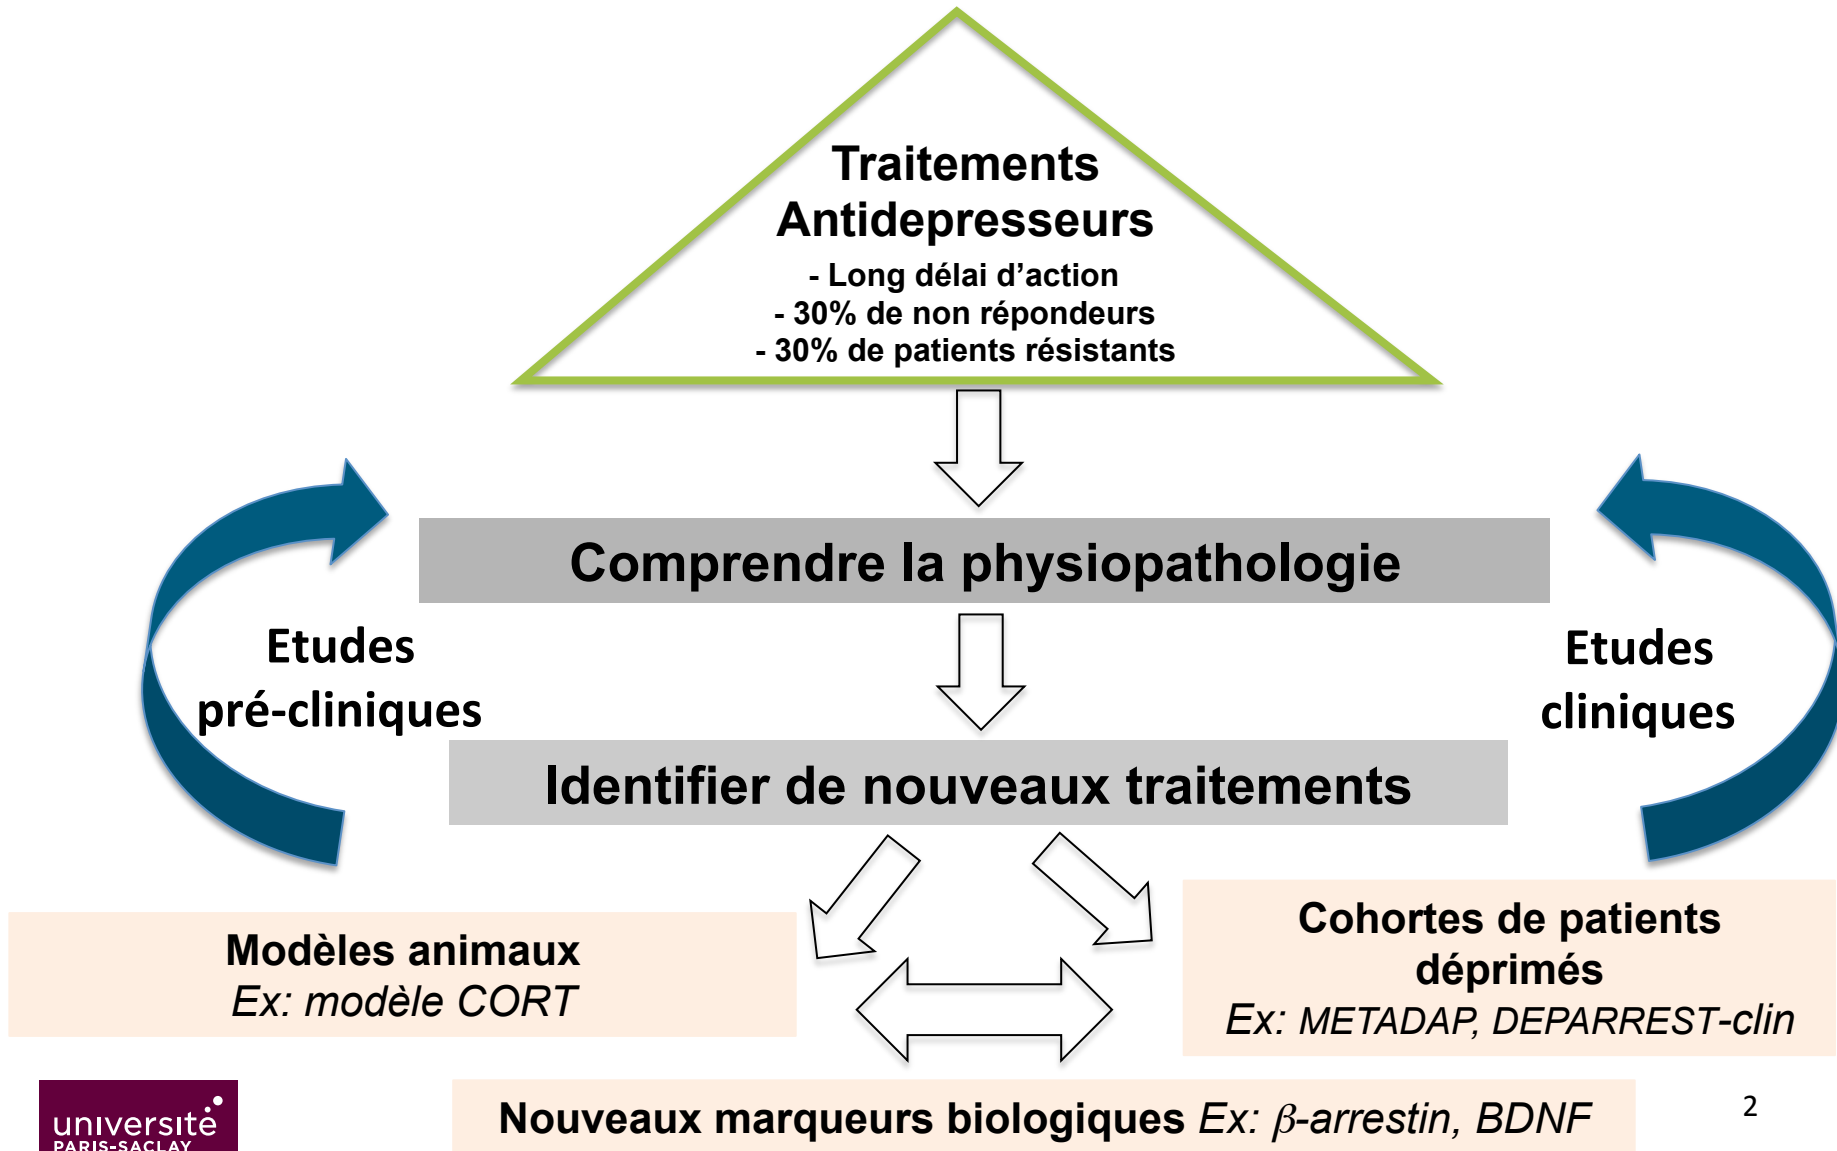 Traitements
Antidepresseurs
- Long délai d’action
- 30% de non répondeurs
- 30% de patients résistants
Comprendre la physiopathologie
Etudes
pré-cliniques
Etudes
cliniques
Identifier de nouveaux traitements
Modèles animaux
Ex: modèle CORT
Cohortes de patients
déprimés
Ex: METADAP, DEPARREST-clin
Nouveaux marqueurs biologiques Ex: β-arrestin, BDNF
université
PARIS-SACLAY
2